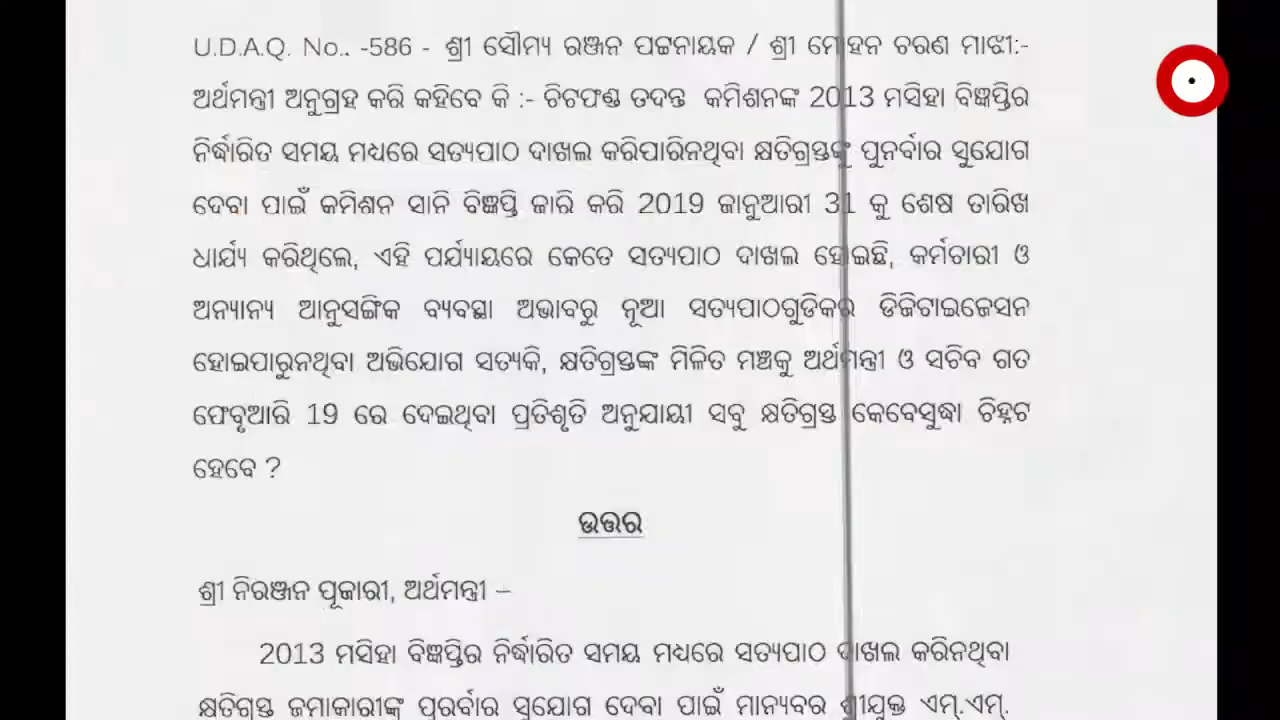 U.D.A.Q. No.. -586 - ଶ୍ରୀ ସୌମ୍ୟ ରଞ୍ଜନ ପଟ୍ଟନାୟକ / ଶ୍ରୀ ମୋହନ ଚରଣ ମାଝୀ:-
ଅର୍ଥମନ୍ତ୍ରୀ ଅନୁଗ୍ରହ କରି କହିବେ କି :- ଚିଟଫଣ୍ଡ ତଦନ୍ତ କମିଶନଙ୍କ 2013 ମସିହା ବିଜ୍ଞପ୍ତିର
ନିର୍ଦ୍ଧାରିତ ସମୟ ମଧ୍ୟରେ ସତ୍ୟପାଠ ଦାଖଲ କରିପାରିନଥିବା କ୍ଷତିଗ୍ରସ୍ତଙ୍କୁ ପୁନର୍ବାର ସୁଯୋଗ
ଦେବା ପାଇଁ କମିଶନ ସାନି ବିଜ୍ଞପ୍ତି ଜାରି କରି 2019 ଜାନୁଆରୀ 31 କୁ ଶେଷ ତାରିଖ
ଧାର୍ଯ୍ୟ କରିଥିଲେ, ଏହି ପର୍ଯ୍ୟାୟରେ କେତେ ସତ୍ୟପାଠ ଦାଖଲ ହୋଇଛି, କର୍ମଚାରୀ ଓ
ଅନ୍ୟାନ୍ୟ ଆନୁସଙ୍ଗିକ ବ୍ୟବସ୍ଥା ଅଭାବରୁ ନୂଆ ସତ୍ୟପାଠଗୁଡିକର ଡିଜିଟାଇଜେସନ
ହୋଇପାରୁନଥିବା ଅଭିଯୋଗ ସତ୍ୟକି, କ୍ଷତିଗ୍ରସ୍ତଙ୍କ ମିଳିତ ମଞ୍ଚକୁ ଅର୍ଥମନ୍ତ୍ରୀ ଓ ସଚିବ ଗତ
ଫେବୃଆରି 19 ରେ ଦେଇଥିବା ପ୍ରତିଶୃତି ଅନୁଯାୟୀ ସବୁ କ୍ଷତିଗ୍ରସ୍ତ କେବେସୁଦ୍ଧା ଚିହ୍ନଟ
ହେବେ ?
ଉତ୍ତର
ଶ୍ରୀ ନିରଞ୍ଜନ ପୂଜାରୀ, ଅର୍ଥମନ୍ତ୍ରୀ –
2013 ମସିହା ବିଜ୍ଞପ୍ତିର ନିର୍ଦ୍ଧାରିତ ସମୟ ମଧ୍ୟରେ ସତ୍ୟପାଠ ଦାଖଲ କରିନଥିବା
କ୍ଷତିଗ୍ରସ୍ତ ଜମାକାରୀଙ୍କୁ ପୁରର୍ବାର ସୁଯୋଗ ଦେବା ପାଇଁ ମାନ୍ୟବର ଶ୍ରୀଯୁକ୍ତ ଏମ୍.ଏମ୍.